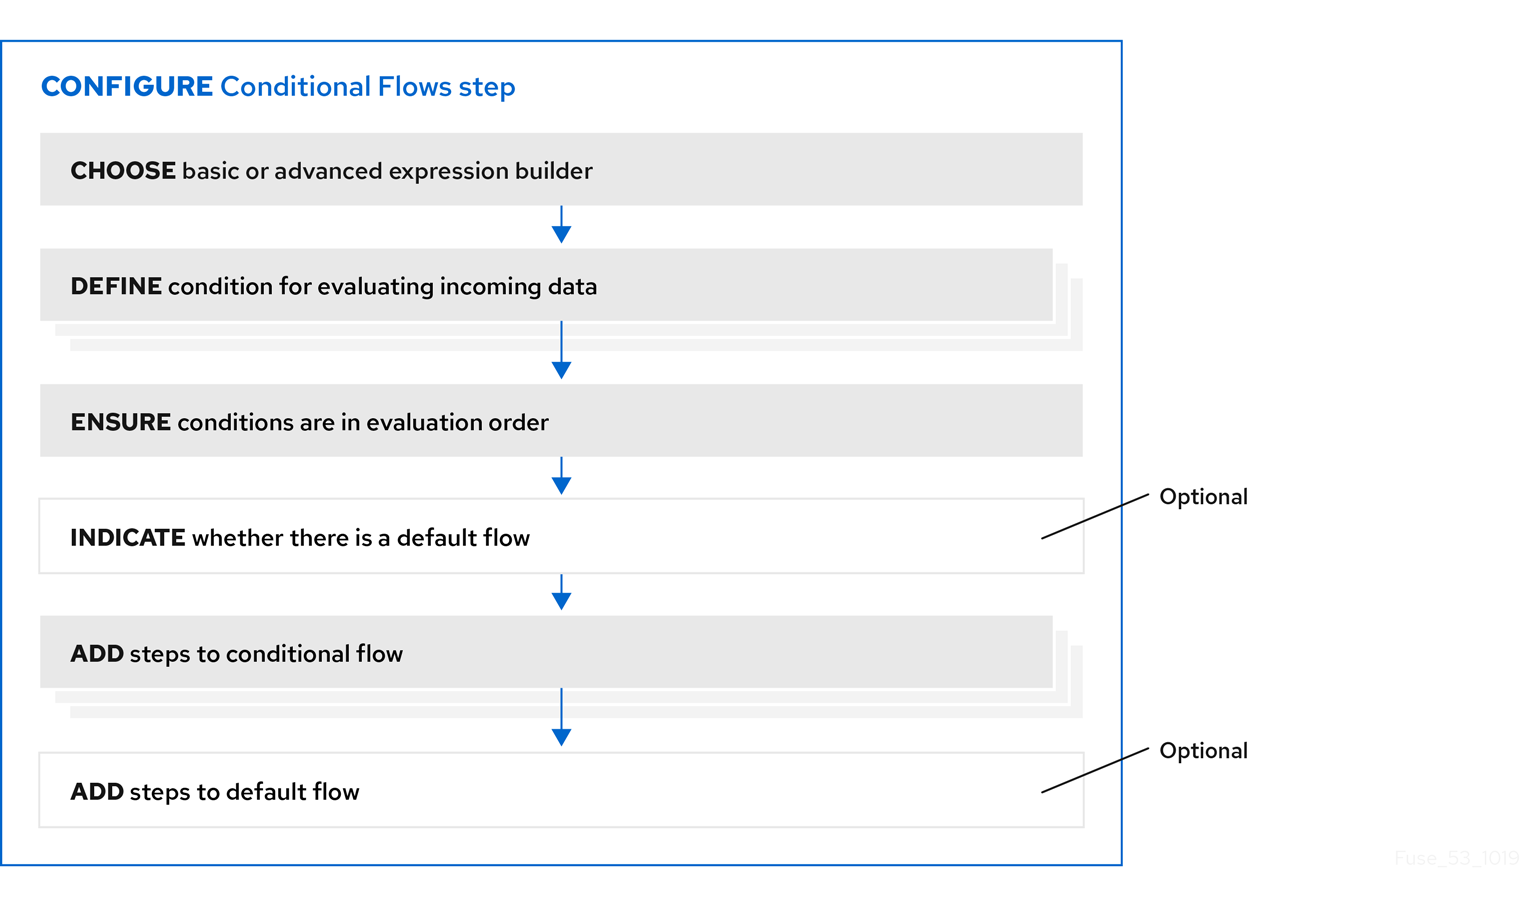 CONFIGURE Conditional Flows step
CHOOSE basic or advanced expression builder
DEFINE condition for evaluating incoming data
ENSURE conditions are in evaluation order
Optional
INDICATE whether there is a default flow
ADD steps to conditional flow
Optional
ADD steps to default flow
Fuse_53_1019